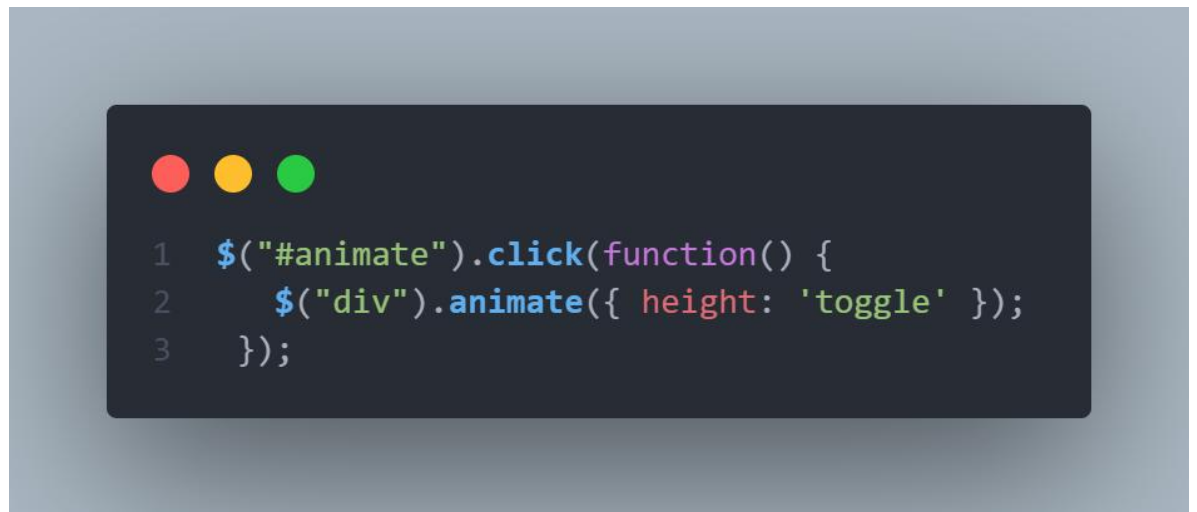 1 $("#animate").click(function() {
2 $("div").animate({ height: 'toggle' });
3 });